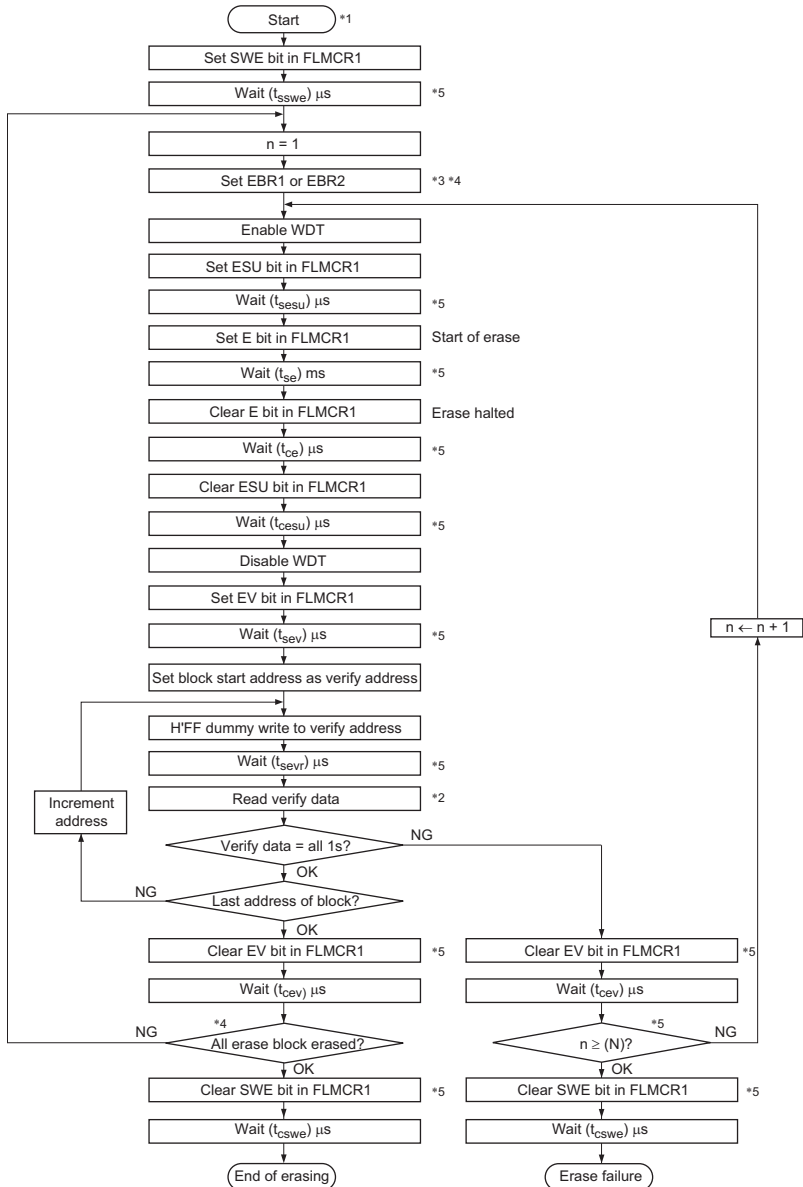 Start *1
Set SWE bit in FLMCR1
Wait (tsswe) μs *5
n = 1
Set EBR1 or EBR2 *3 *4
Enable WDT
Set ESU bit in FLMCR1
Wait (tsesu) μs *5
Set E bit in FLMCR1 Start of erase
Wait (tse) ms *5
Clear E bit in FLMCR1 Erase halted
Wait (tce) μs *5
Clear ESU bit in FLMCR1
Wait (tcesu) μs *5
Disable WDT
Set EV bit in FLMCR1
Wait (tsev) μs *5
n ← n + 1
Set block start address as verify address
H'FF dummy write to verify address
Wait (tsevr) μs *5
Read verify data *2
Increment
address
Verify data = all 1s? NG
OK
NG Last address of block?
OK
Clear EV bit in FLMCR1 *5
Wait (tcev) μs
*4
NG All erase block erased?
OK
Clear SWE bit in FLMCR1 *5
Wait (tcswe) μs
End of erasing
Clear EV bit in FLMCR1 *5
Wait (tcev) μs
*5
n ≥ (N)? NG
OK
Clear SWE bit in FLMCR1 *5
Wait (tcswe) μs
Erase failure